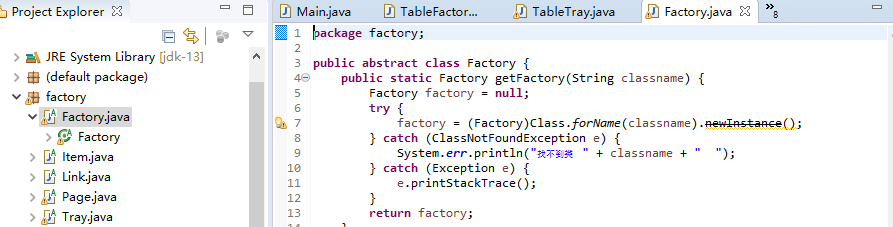 Project Explorer
JRE System Library [jdk-13]
(default package)
factory
Factory.java
Factory
Item.java
Link.java
Page.java
Tray.java
Main.java
TableFactor...
TableTray.java
Factory.java
»8
1 package factory;
2
3 public abstract class Factory {
4 public static Factory getFactory(String classname) {
5 Factory factory = null;
6 try {
7 factory = (Factory)Class.forName(classname).newInstance();
8 } catch (ClassNotFoundException e) {
9 System.err.println("找不到类 " + classname + " ");
10 } catch (Exception e) {
11 e.printStackTrace();
12 }
13 return factory;
14 }